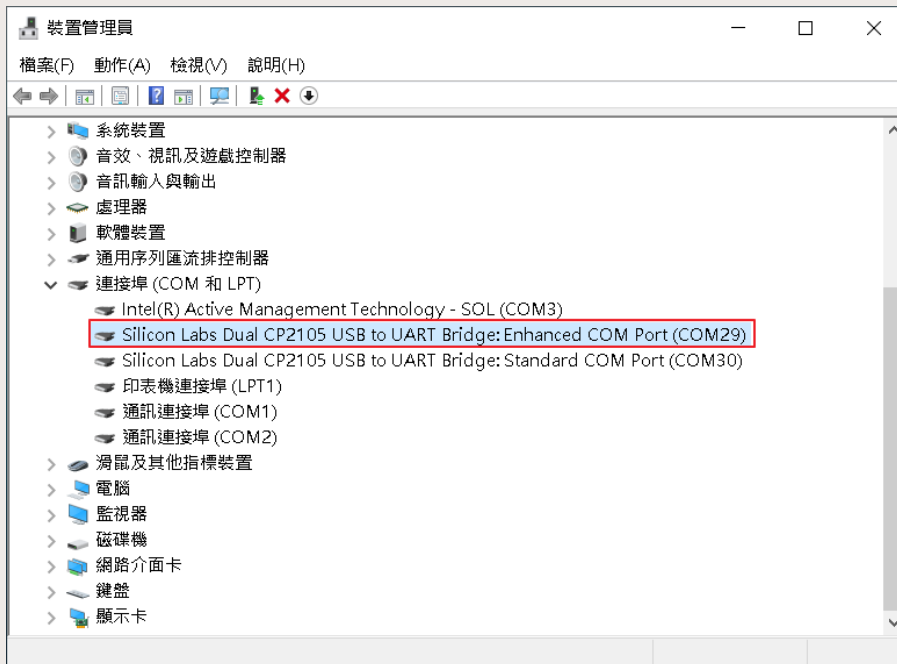 裝置管理員
檔案(F) 動作(A) 檢視(V) 說明(H)
系統裝置
音效、視訊及遊戲控制器
音訊輸入與輸出
處理器
軟體裝置
通用序列匯流排控制器
連接埠 (COM 和 LPT)
Intel(R) Active Management Technology - SOL (COM3)
Silicon Labs Dual CP2105 USB to UART Bridge: Enhanced COM Port (COM29)
Silicon Labs Dual CP2105 USB to UART Bridge: Standard COM Port (COM30)
印表機連接埠 (LPT1)
通訊連接埠 (COM1)
通訊連接埠 (COM2)
滑鼠及其他指標裝置
電腦
監視器
磁碟機
網路介面卡
鍵盤
顯示卡